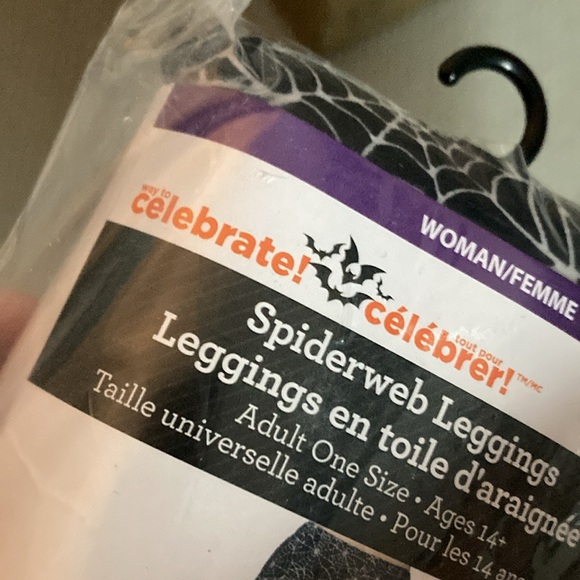 WOMAN/FEMME
way to
celebrate!
tout pour
célébrer! TM/MC
Spiderweb Leggings
Leggings en toile d'araignée
Adult One Size • Ages 14+
Taille universelle adulte • Pour les 14 ans